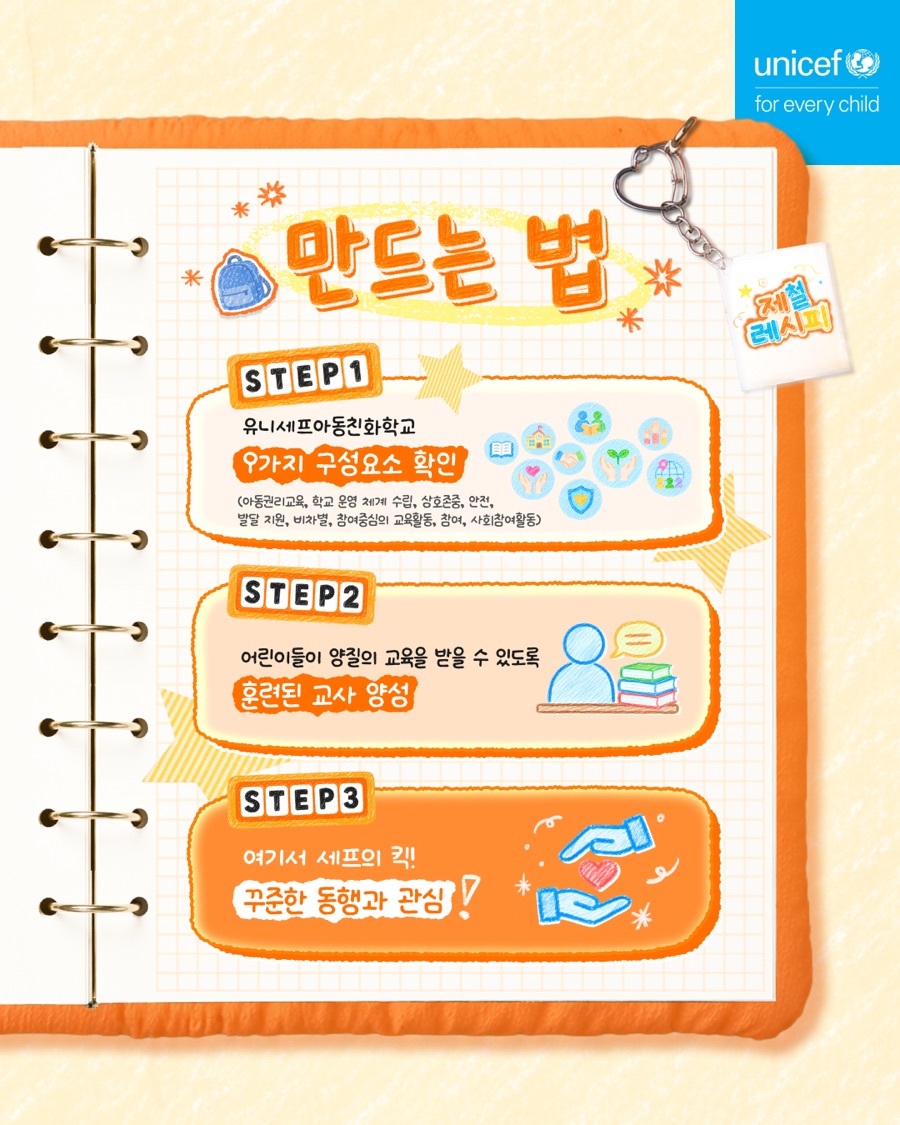 unicef
for every child
만드는 법
제철
레시피
STEP1
유니세프아동친화학교
9가지 구성요소 확인
(아동권리교육, 학교 운영 체계 수립, 상호존중, 안전,
발달 지원, 비차별, 참여중심의 교육활동, 참여, 사회참여활동)
STEP2
어린이들이 양질의 교육을 받을 수 있도록
훈련된 교사 양성
STEP3
여기서 세프의 킥!
꾸준한 동행과 관심!